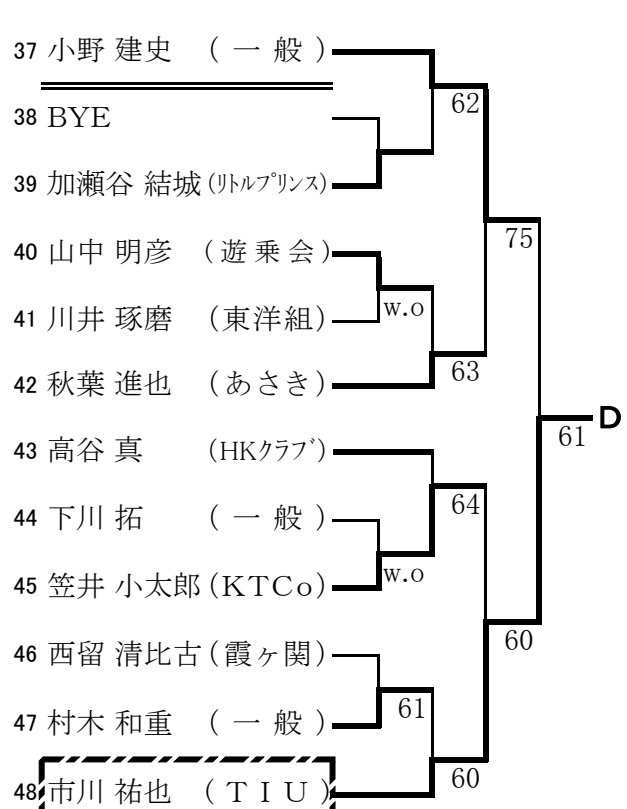 37 小野 建史 (一般)
62
38 BYE
39 加瀬谷 結城 (リトルプリンス)
75
40 山中 明彦 (遊乗会)
w.o
41 川井 琢磨 (東洋組)
63
42 秋葉 進也 (あさき)
61 D
43 高谷 真 (HKクラブ)
64
44 下川 拓 (一般)
w.o
45 笠井 小太郎 (KTCo)
60
46 西留 清比古 (霞ヶ関)
61
47 村木 和重 (一般)
60
48 市川 祐也 (TIU)